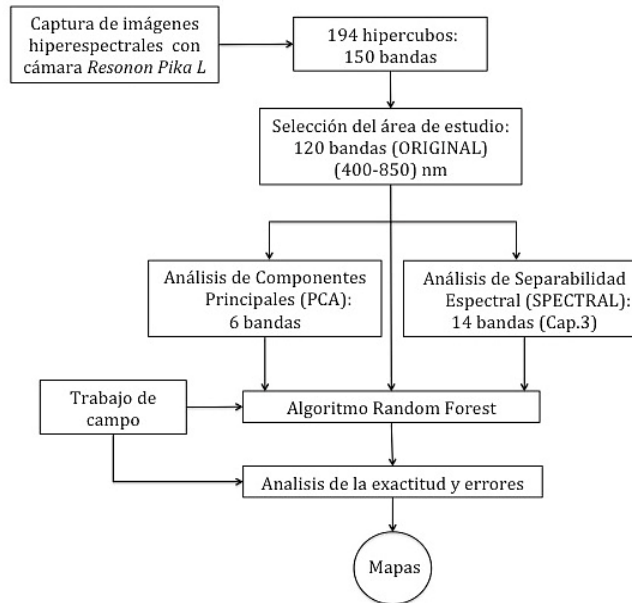 Captura de imágenes
hiperespectrales con
cámara Resonon Pika L
194 hipercubos:
150 bandas
Selección del área de estudio:
120 bandas (ORIGINAL)
(400-850) nm
Análisis de Componentes
Principales (PCA):
6 bandas
Análisis de Separabilidad
Espectral (SPECTRAL):
14 bandas (Cap.3)
Trabajo de
campo
Algoritmo Random Forest
Analisis de la exactitud y errores
Mapas